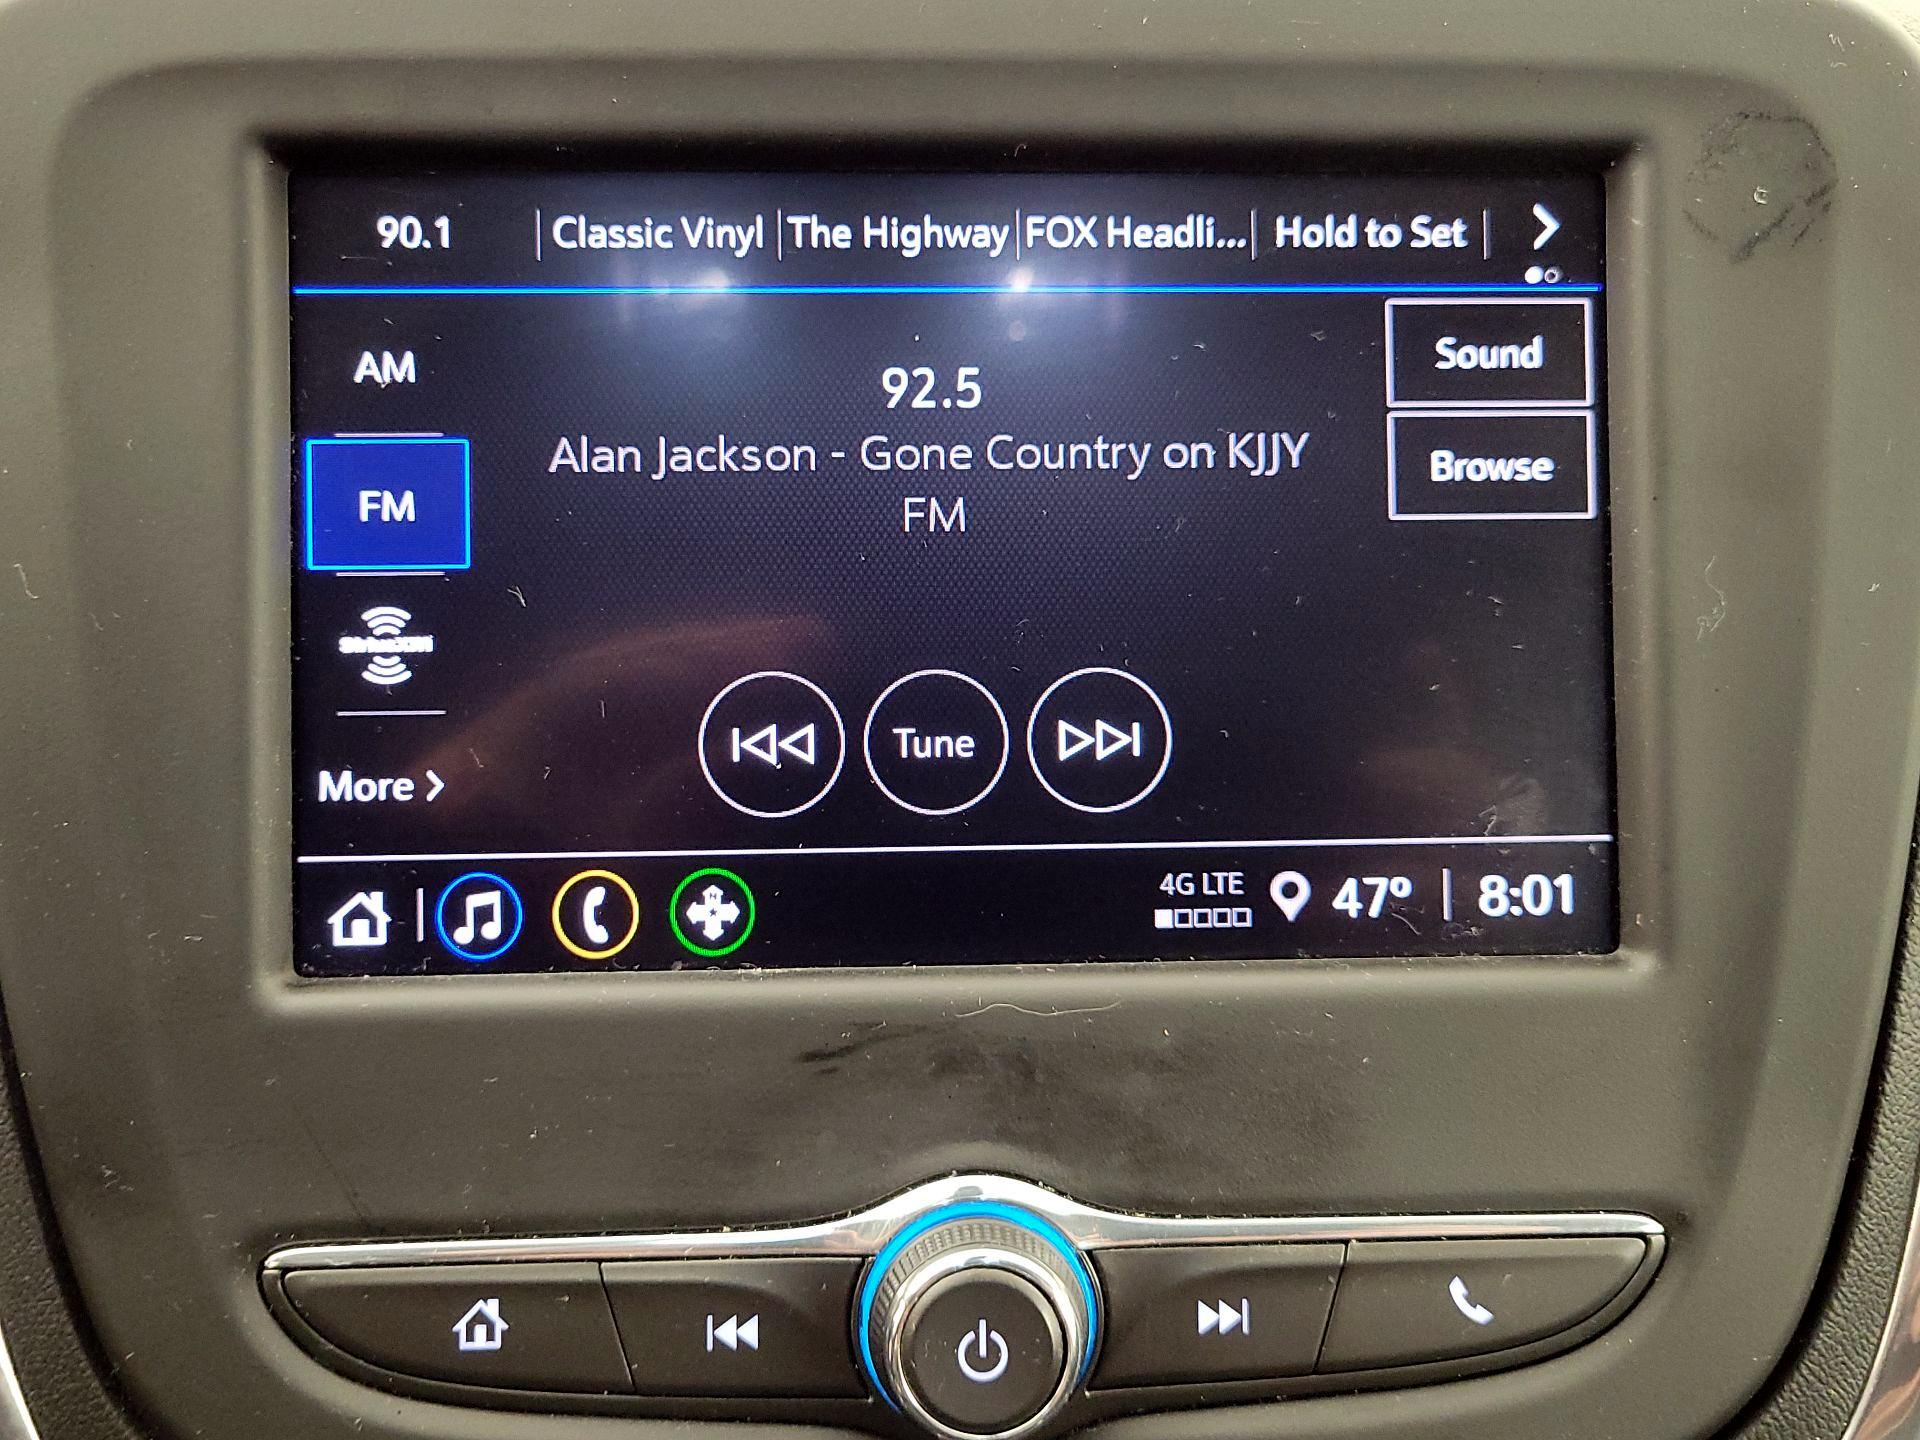 90.1 | Classic Vinyl | The Highway | FOX Headli... | Hold to Set |
Sound
AM
92.5
Browse
Alan Jackson - Gone Country on KJJY
FM
FM
SiriusXM
Tune
More
4G LTE
47° | 8:01